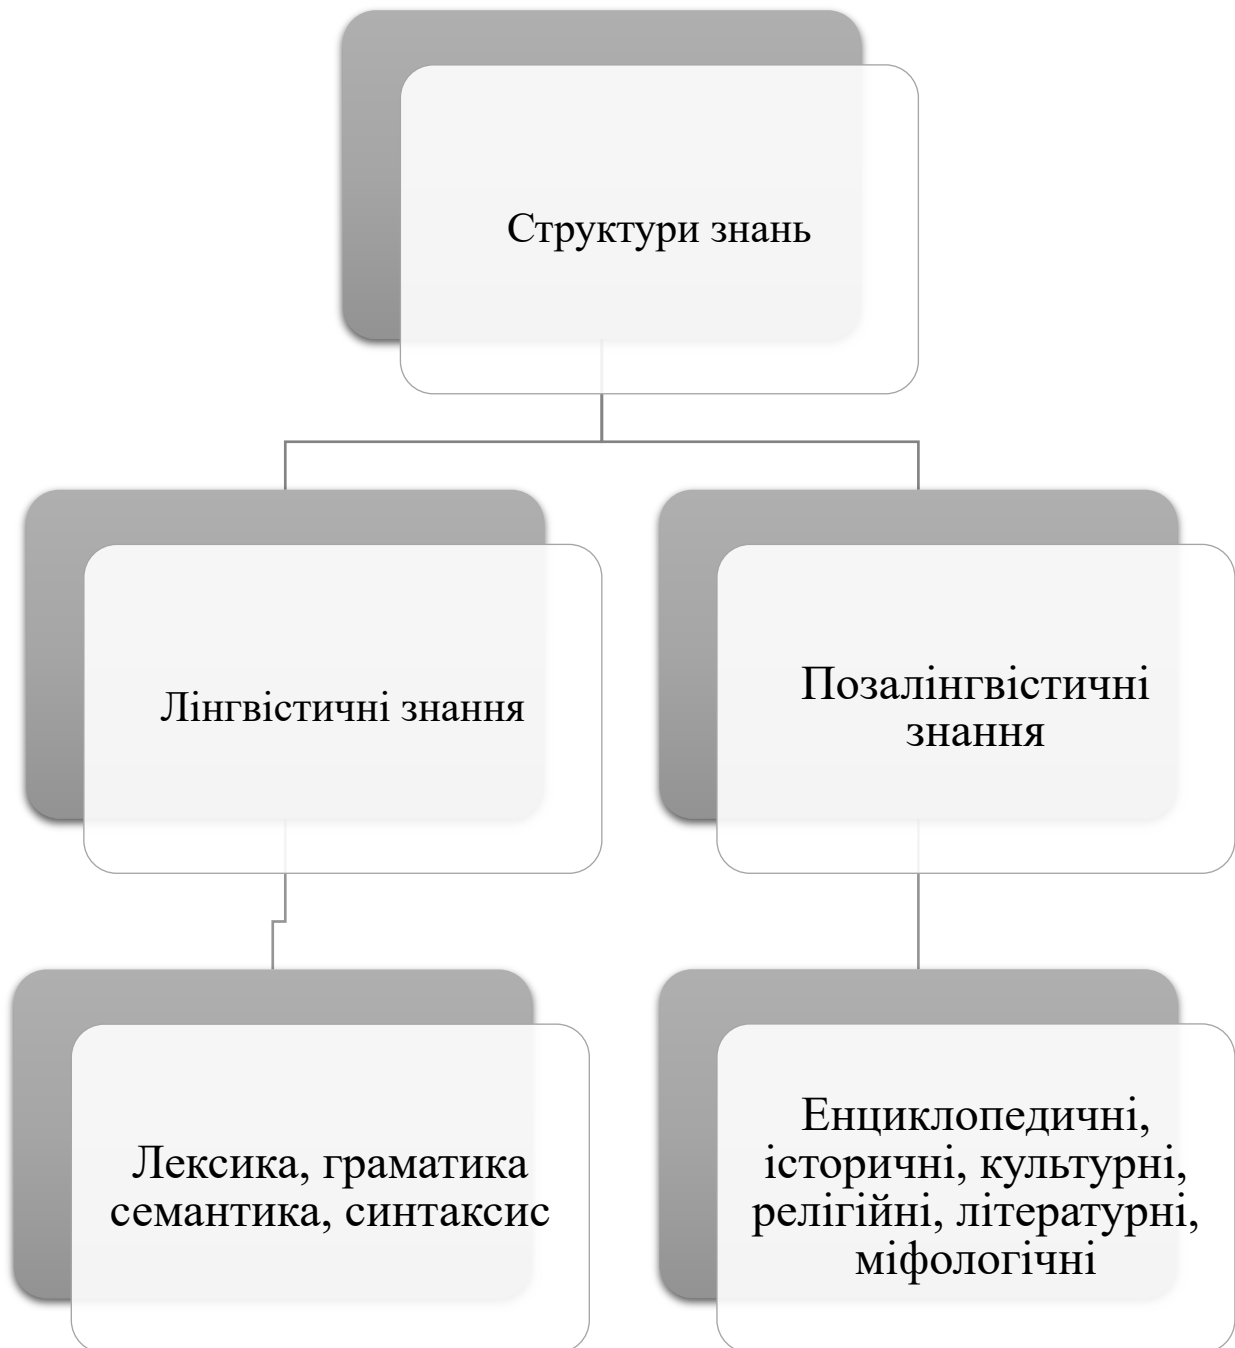 Структури знань
Лінгвістичні знання
Позалінгвістичні
знання
Лексика, граматика
семантика, синтаксис
Енциклопедичні,
історичні, культурні,
релігійні, літературні,
міфологічні